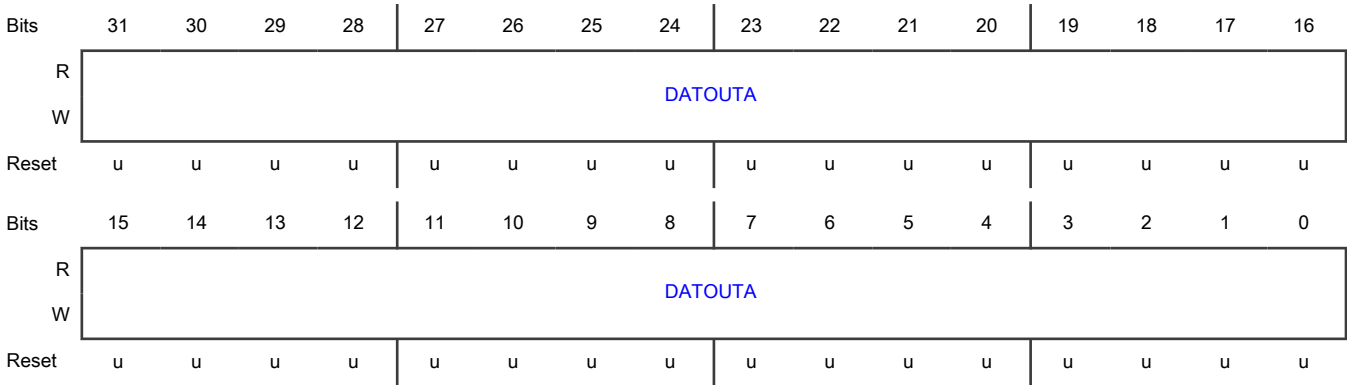 Bits 31 30 29 28 27 26 25 24 23 22 21 20 19 18 17 16
R
DATOUTA
W
Reset u u u u u u u u u u u u u u u u
Bits 15 14 13 12 11 10 9 8 7 6 5 4 3 2 1 0
R
DATOUTA
W
Reset u u u u u u u u u u u u u u u u